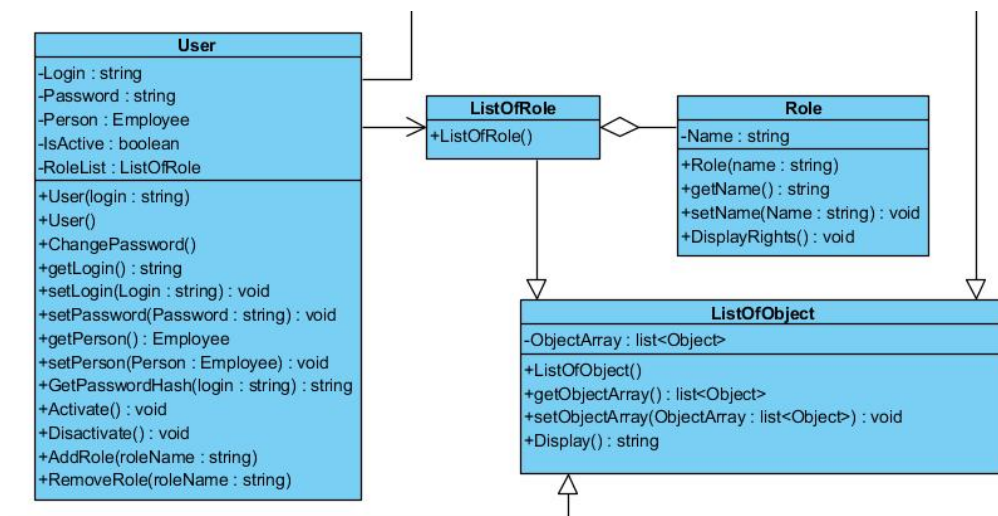 User
-Login : string
-Password : string
-Person : Employee
-IsActive : boolean
-RoleList : ListOfRole
+User(login : string)
+User()
+ChangePassword()
+getLogin() : string
+setLogin(Login : string) : void
+setPassword(Password : string) : void
+getPerson() : Employee
+setPerson(Person : Employee) : void
+GetPasswordHash(login : string) : string
+Activate() : void
+Disactivate() : void
+AddRole(roleName : string)
+RemoveRole(roleName : string)
ListOfRole
+ListOfRole()
Role
-Name : string
+Role(name : string)
+getName() : string
+setName(Name : string) : void
+DisplayRights() : void
ListOfObject
-ObjectArray : list<Object>
+ListOfObject()
+getObjectArray() : list<Object>
+setObjectArray(ObjectArray : list<Object>) : void
+Display() : string